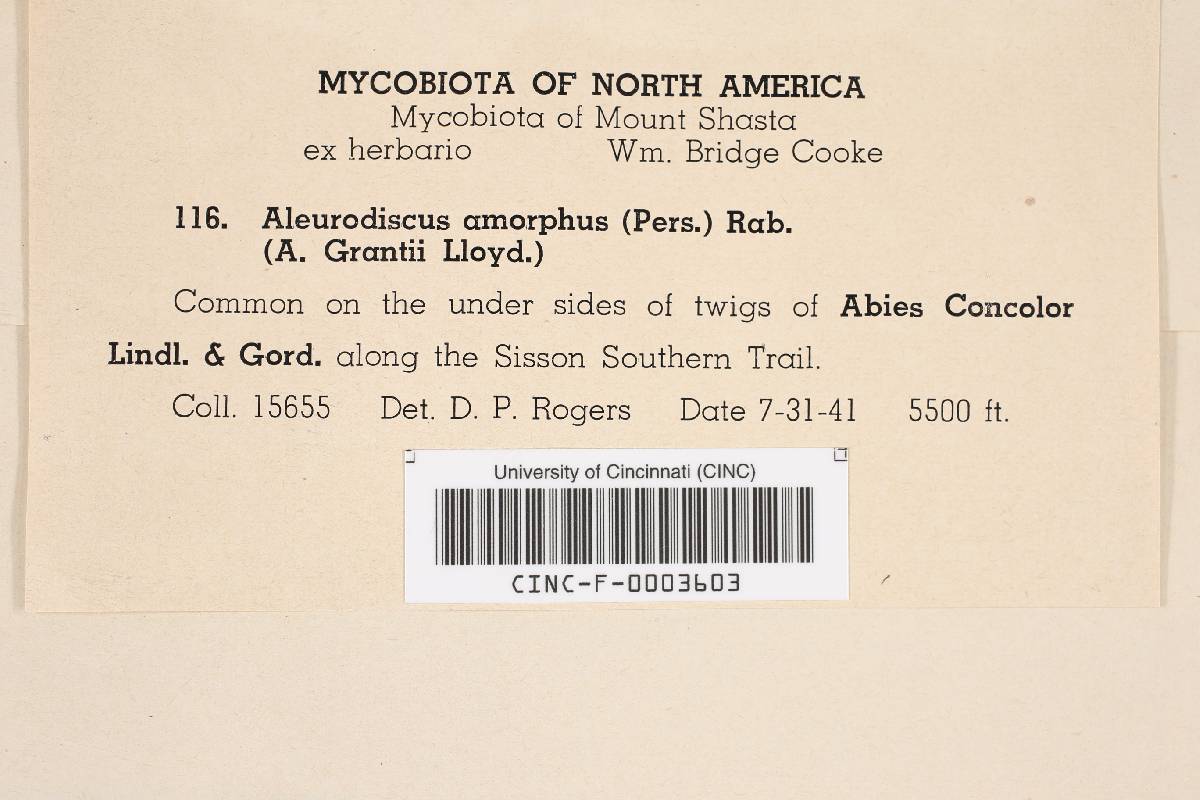 MYCOBIOTA OF NORTH AMERICA
Mycobiota of Mount Shasta
ex herbario Wm. Bridge Cooke
116. Aleurodiscus amorphus (Pers.) Rab.
(A. Grantii Lloyd.)
Common on the under sides of twigs of Abies Concolor
Lindl. & Gord. along the Sisson Southern Trail.
Coll. 15655 Det. D. P. Rogers Date 7-31-41 5500 ft.
University of Cincinnati (CINC)
CINC-F-0003603